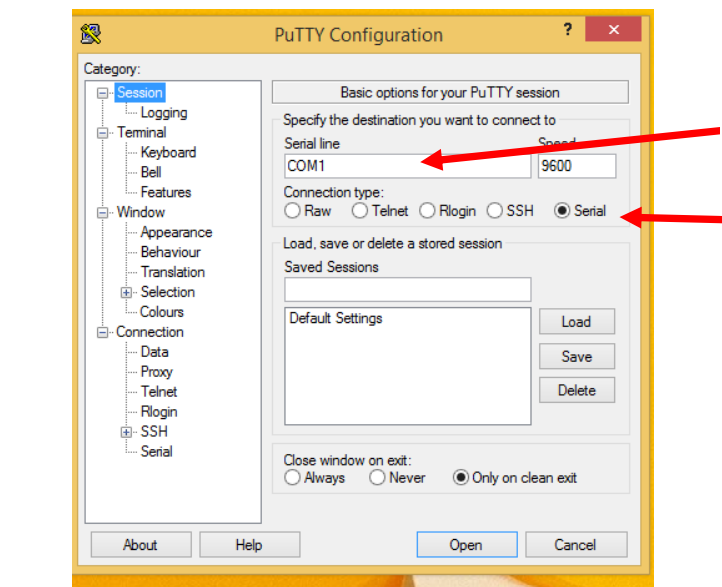 PuTTY Configuration
?
Category:
Session
Logging
Terminal
Keyboard
Bell
Features
Window
Appearance
Behaviour
Translation
Selection
Colours
Connection
Data
Proxy
Telnet
Rlogin
SSH
Serial
Basic options for your PuTTY session
Specify the destination you want to connect to
Serial line Speed
COM1 9600
Connection type:
Raw Telnet Rlogin SSH Serial
Load, save or delete a stored session
Saved Sessions
Default Settings
Load
Save
Delete
Close window on exit:
Always Never Only on clean exit
About Help Open Cancel